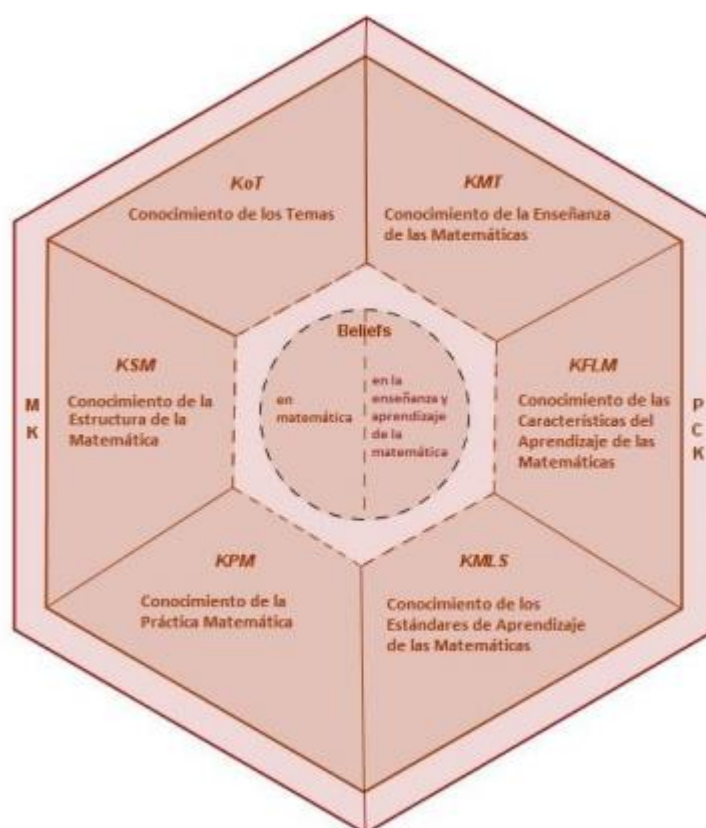 KoT
Conocimiento de los Temas
KMT
Conocimiento de la Enseñanza
de las Matemáticas
Beliefs
en
matemática
en la
enseñanza y
aprendizaje
de la
matemática
KSM
Conocimiento de la
Estructura de la
Matemática
KFLM
Conocimiento de las
Características del
Aprendizaje de las
Matemáticas
M
K
P
C
K
KPM
Conocimiento de la
Práctica Matemática
KMLS
Conocimiento de los
Estándares de Aprendizaje
de las Matemáticas